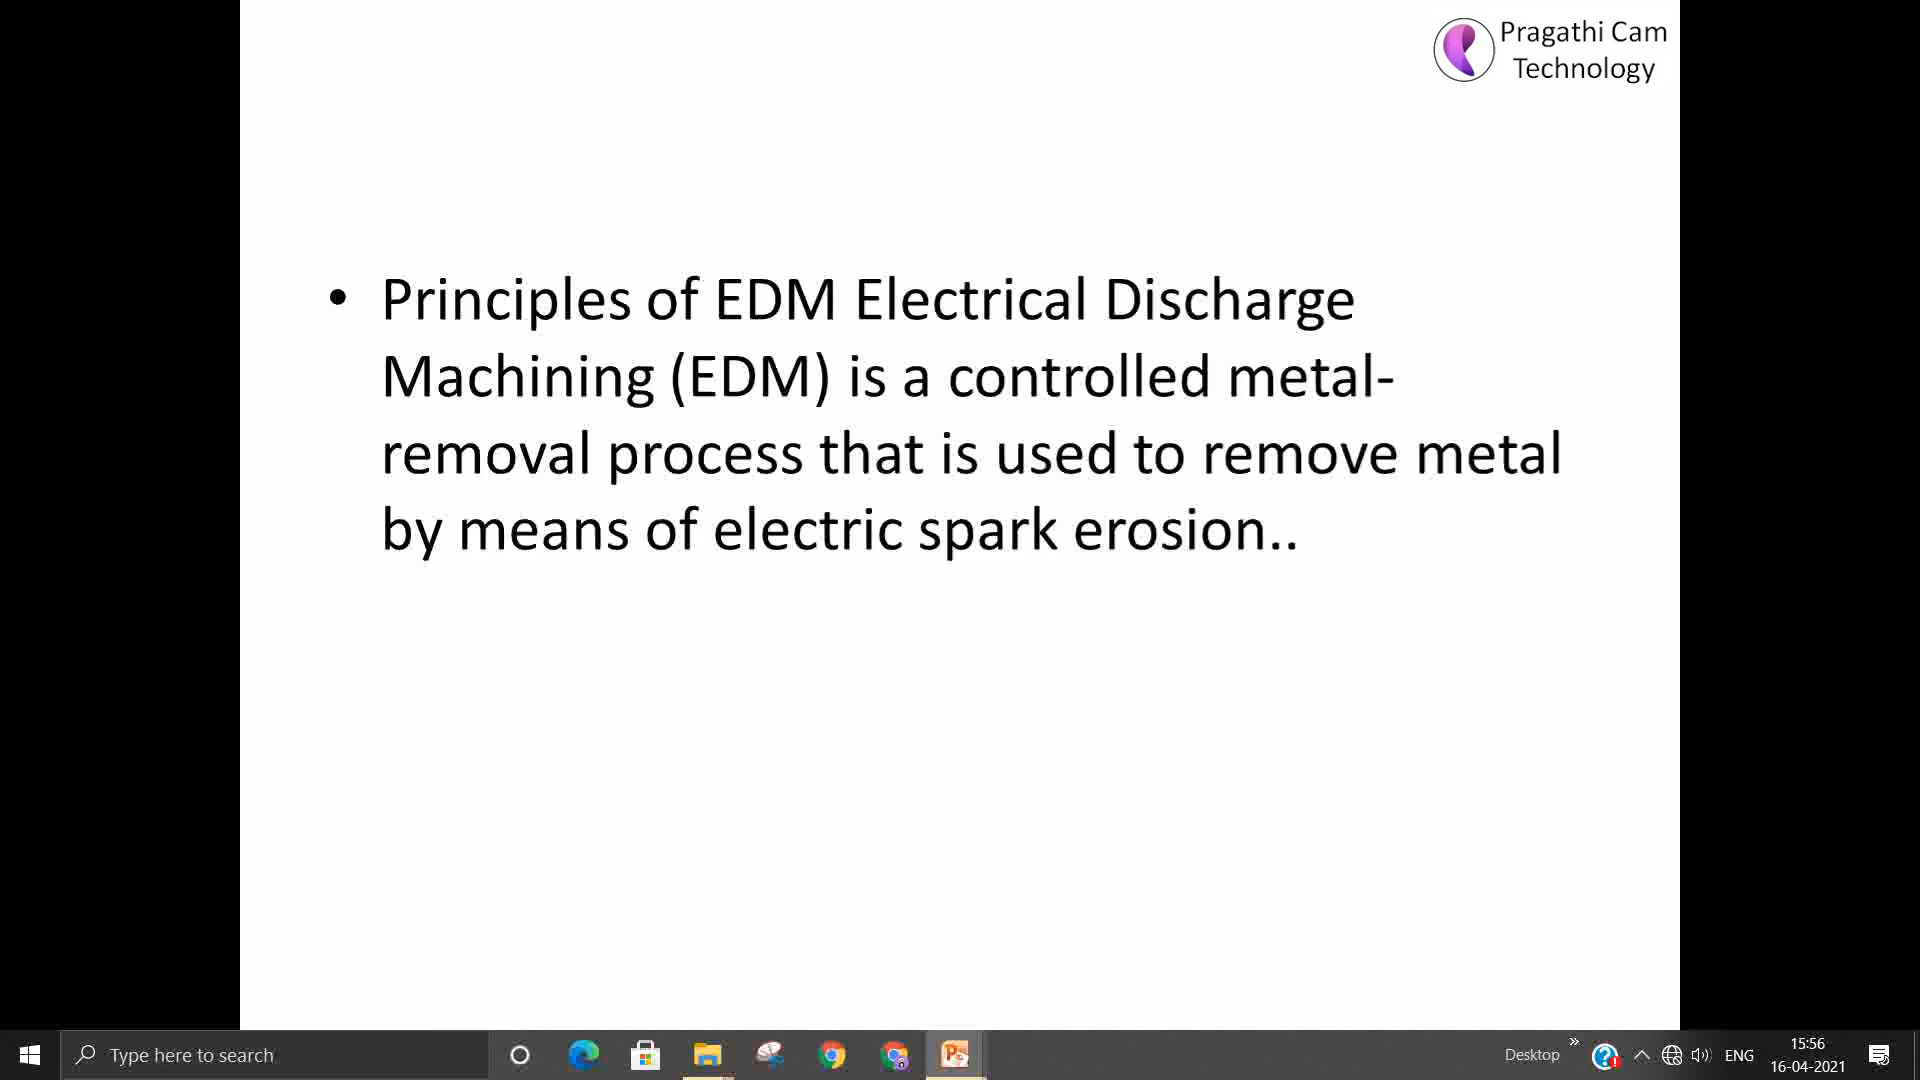 Pragathi Cam
Technology
• Principles of EDM Electrical Discharge
Machining (EDM) is a controlled metal-
removal process that is used to remove metal
by means of electric spark erosion..
Type here to search
Desktop
ENG
15:56
16-04-2021